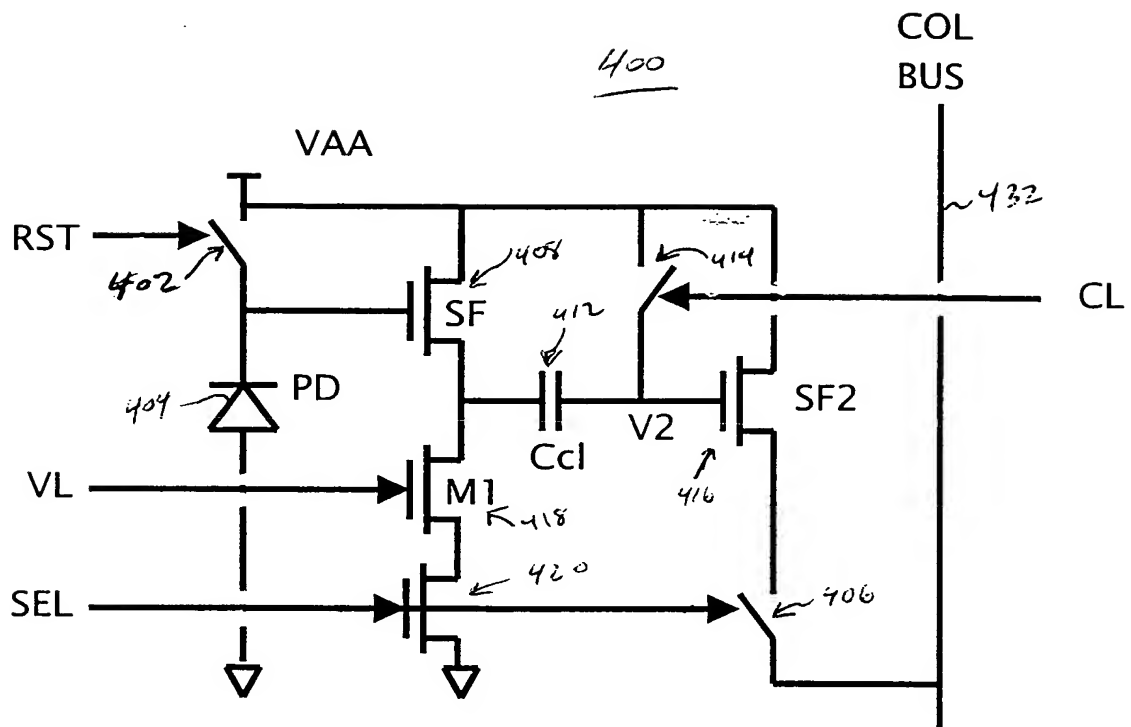 COL
BUS
400
VAA
432
RST
402
408
SF
414
CL
412
PD
404
SF2
V2
Ccl
416
VL
M1
418
SEL
420
406